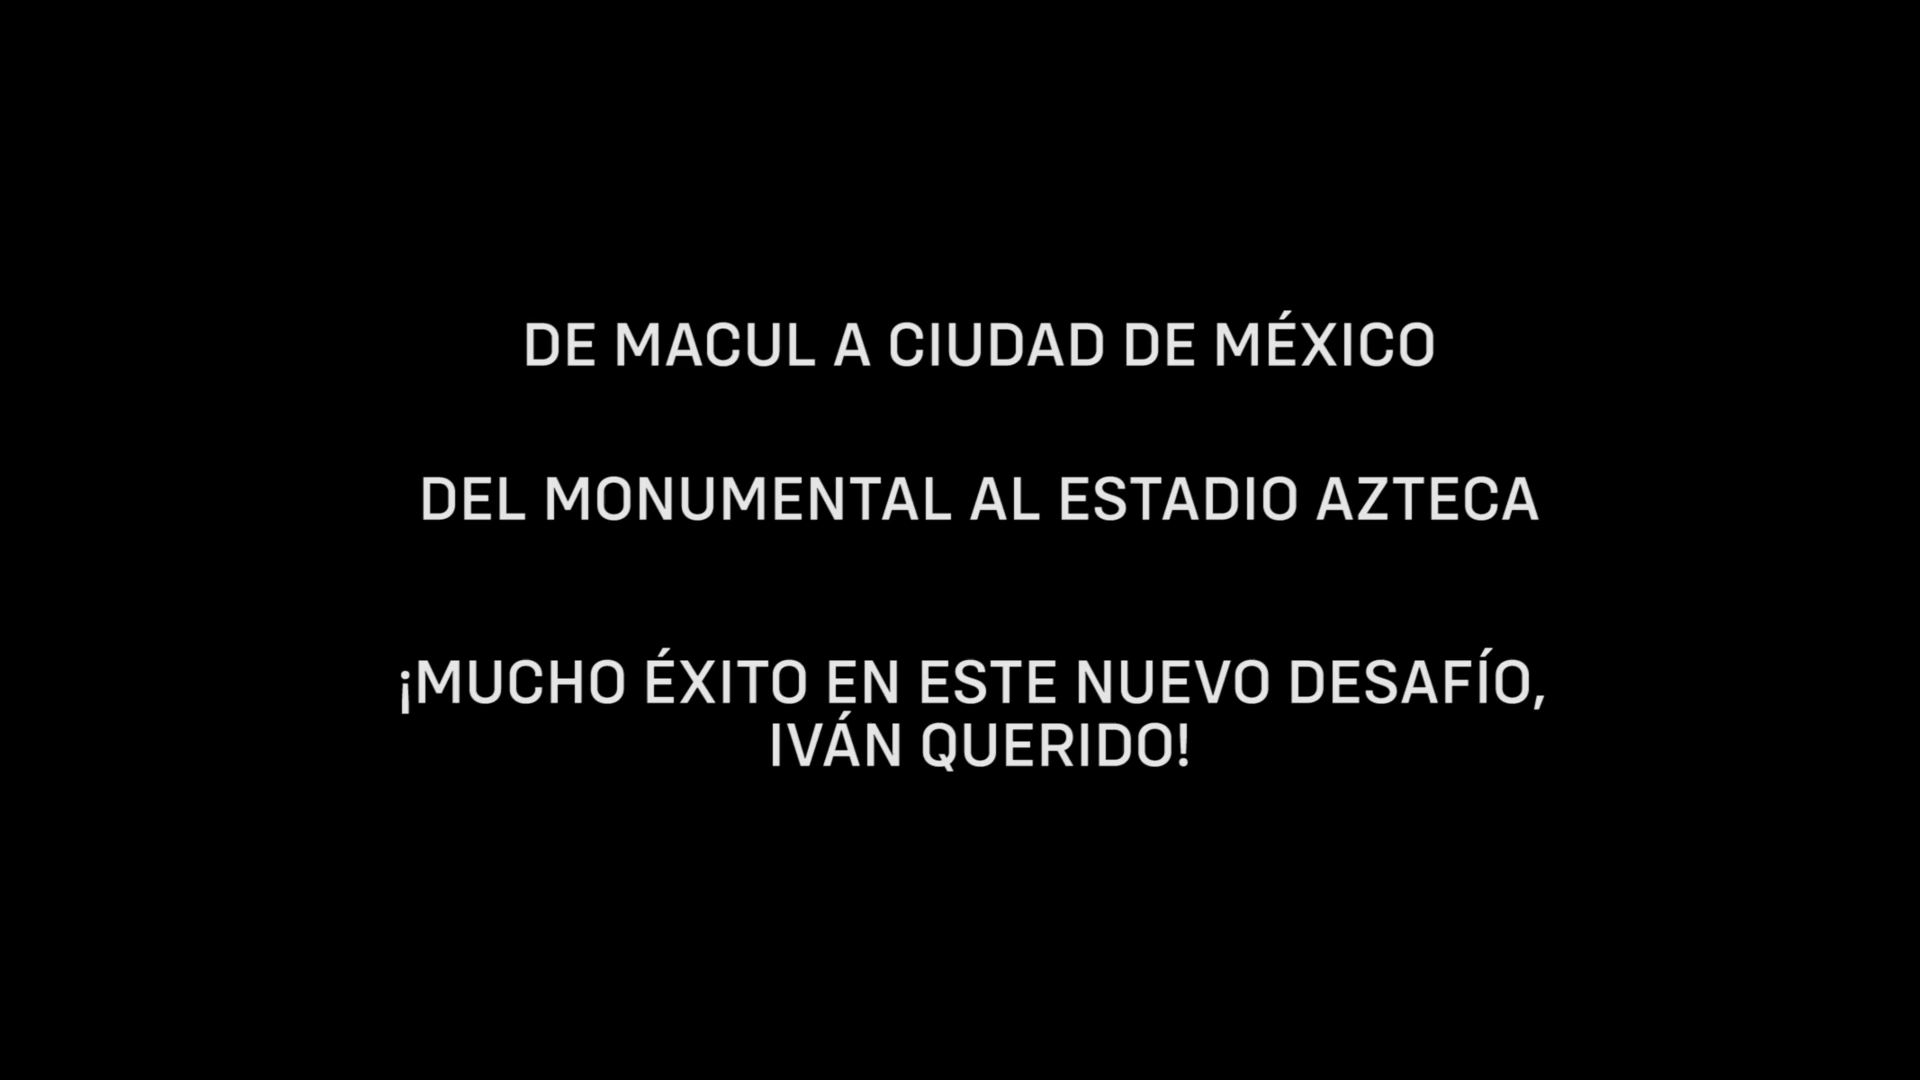 DE MACUL A CIUDAD DE MÉXICO
DEL MONUMENTAL AL ESTADIO AZTECA
¡MUCHO ÉXITO EN ESTE NUEVO DESAFÍO,
IVÁN QUERIDO!